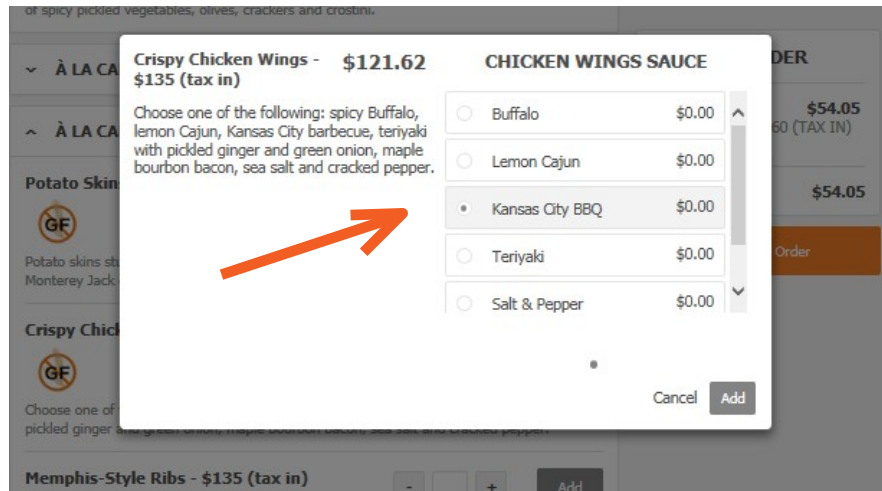 of spicy pickled vegetables, olives, crackers and crostini.
À LA CA
DER
À LA CA
$54.05
60 (TAX IN)
Potato Skin
$54.05
GF
Order
Potato skins stu
Monterey Jack
Crispy Chick
GF
Choose one of
pickled ginger and green onion, maple bourbon bacon, sea salt and cracked pepper.
Memphis-Style Ribs - $135 (tax in)
-
+
Add
Crispy Chicken Wings -
$135 (tax in)
$121.62
Choose one of the following: spicy Buffalo,
lemon Cajun, Kansas City barbecue, teriyaki
with pickled ginger and green onion, maple
bourbon bacon, sea salt and cracked pepper.
CHICKEN WINGS SAUCE
Buffalo $0.00
Lemon Cajun $0.00
Kansas City BBQ $0.00
Teriyaki $0.00
Salt & Pepper $0.00
Cancel
Add